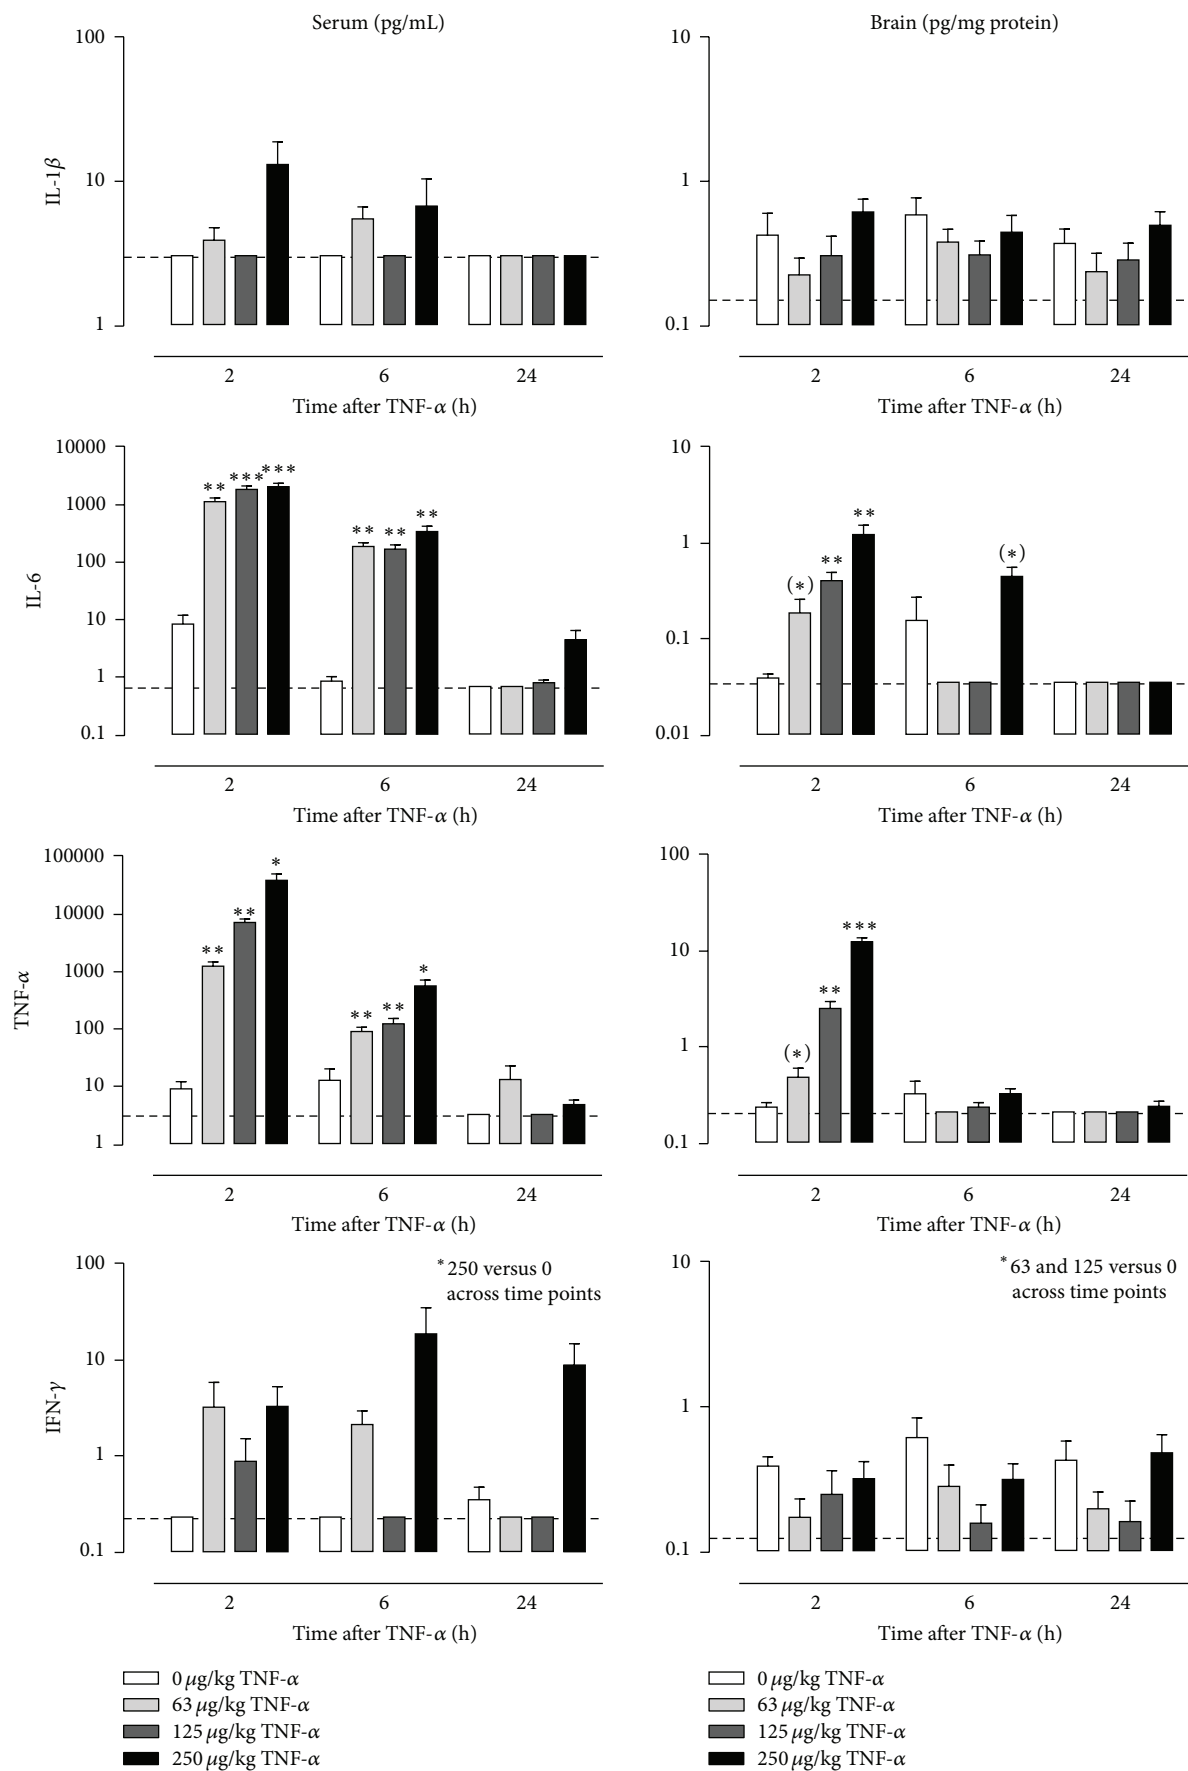 Serum (pg/mL)
100
10
1
IL-1β
2 6 24
Time after TNF-α (h)
Brain (pg/mg protein)
10
1
0.1
2 6 24
Time after TNF-α (h)
10000
1000
100
10
1
0.1
IL-6
** *** ***
** ** **
2 6 24
Time after TNF-α (h)
10
1
0.1
0.01
(*) ** **
(*)
2 6 24
Time after TNF-α (h)
100000
10000
1000
100
10
1
TNF-α
** ** *
** ** *
2 6 24
Time after TNF-α (h)
100
10
1
0.1
(*) ** ***
2 6 24
Time after TNF-α (h)
100
10
1
0.1
IFN-γ
*250 versus 0
across time points
2 6 24
Time after TNF-α (h)
10
1
0.1
*63 and 125 versus 0
across time points
2 6 24
Time after TNF-α (h)
0 μg/kg TNF-α
63 μg/kg TNF-α
125 μg/kg TNF-α
250 μg/kg TNF-α
0 μg/kg TNF-α
63 μg/kg TNF-α
125 μg/kg TNF-α
250 μg/kg TNF-α